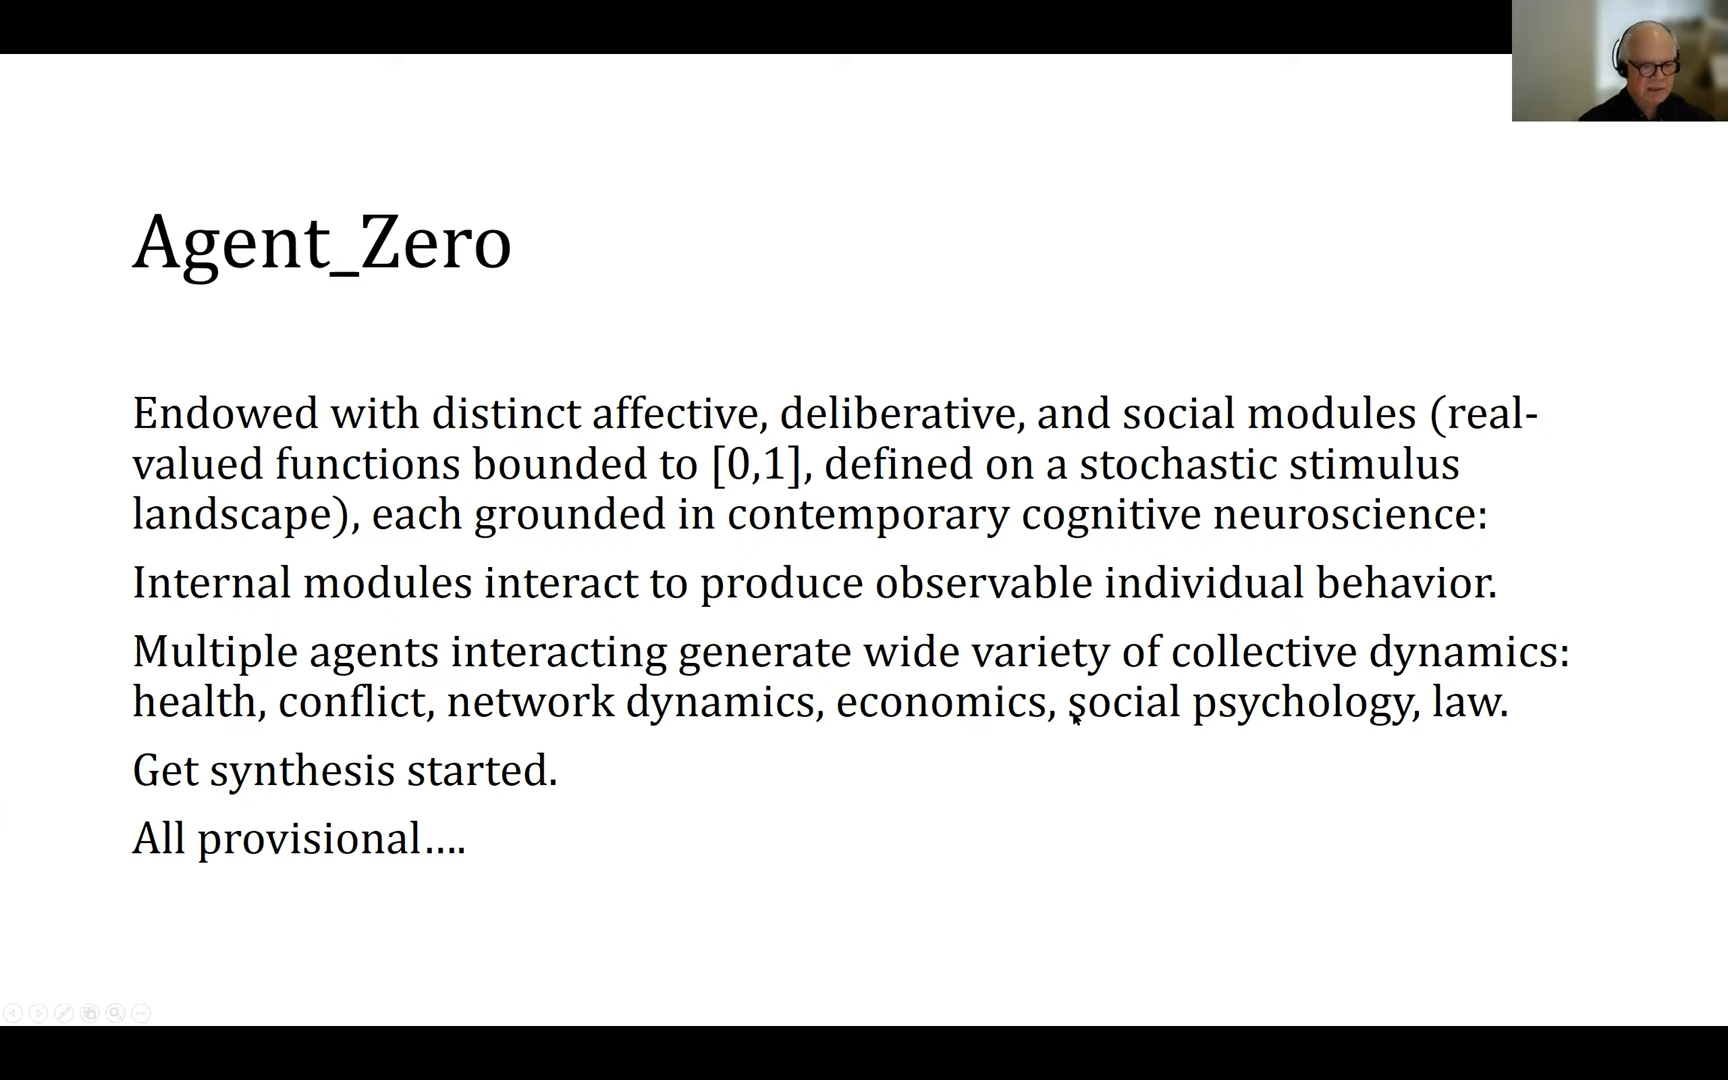 Agent_Zero
Endowed with distinct affective, deliberative, and social modules (real-
valued functions bounded to [0,1], defined on a stochastic stimulus
landscape), each grounded in contemporary cognitive neuroscience:
Internal modules interact to produce observable individual behavior.
Multiple agents interacting generate wide variety of collective dynamics:
health, conflict, network dynamics, economics, social psychology, law.
Get synthesis started.
All provisional....